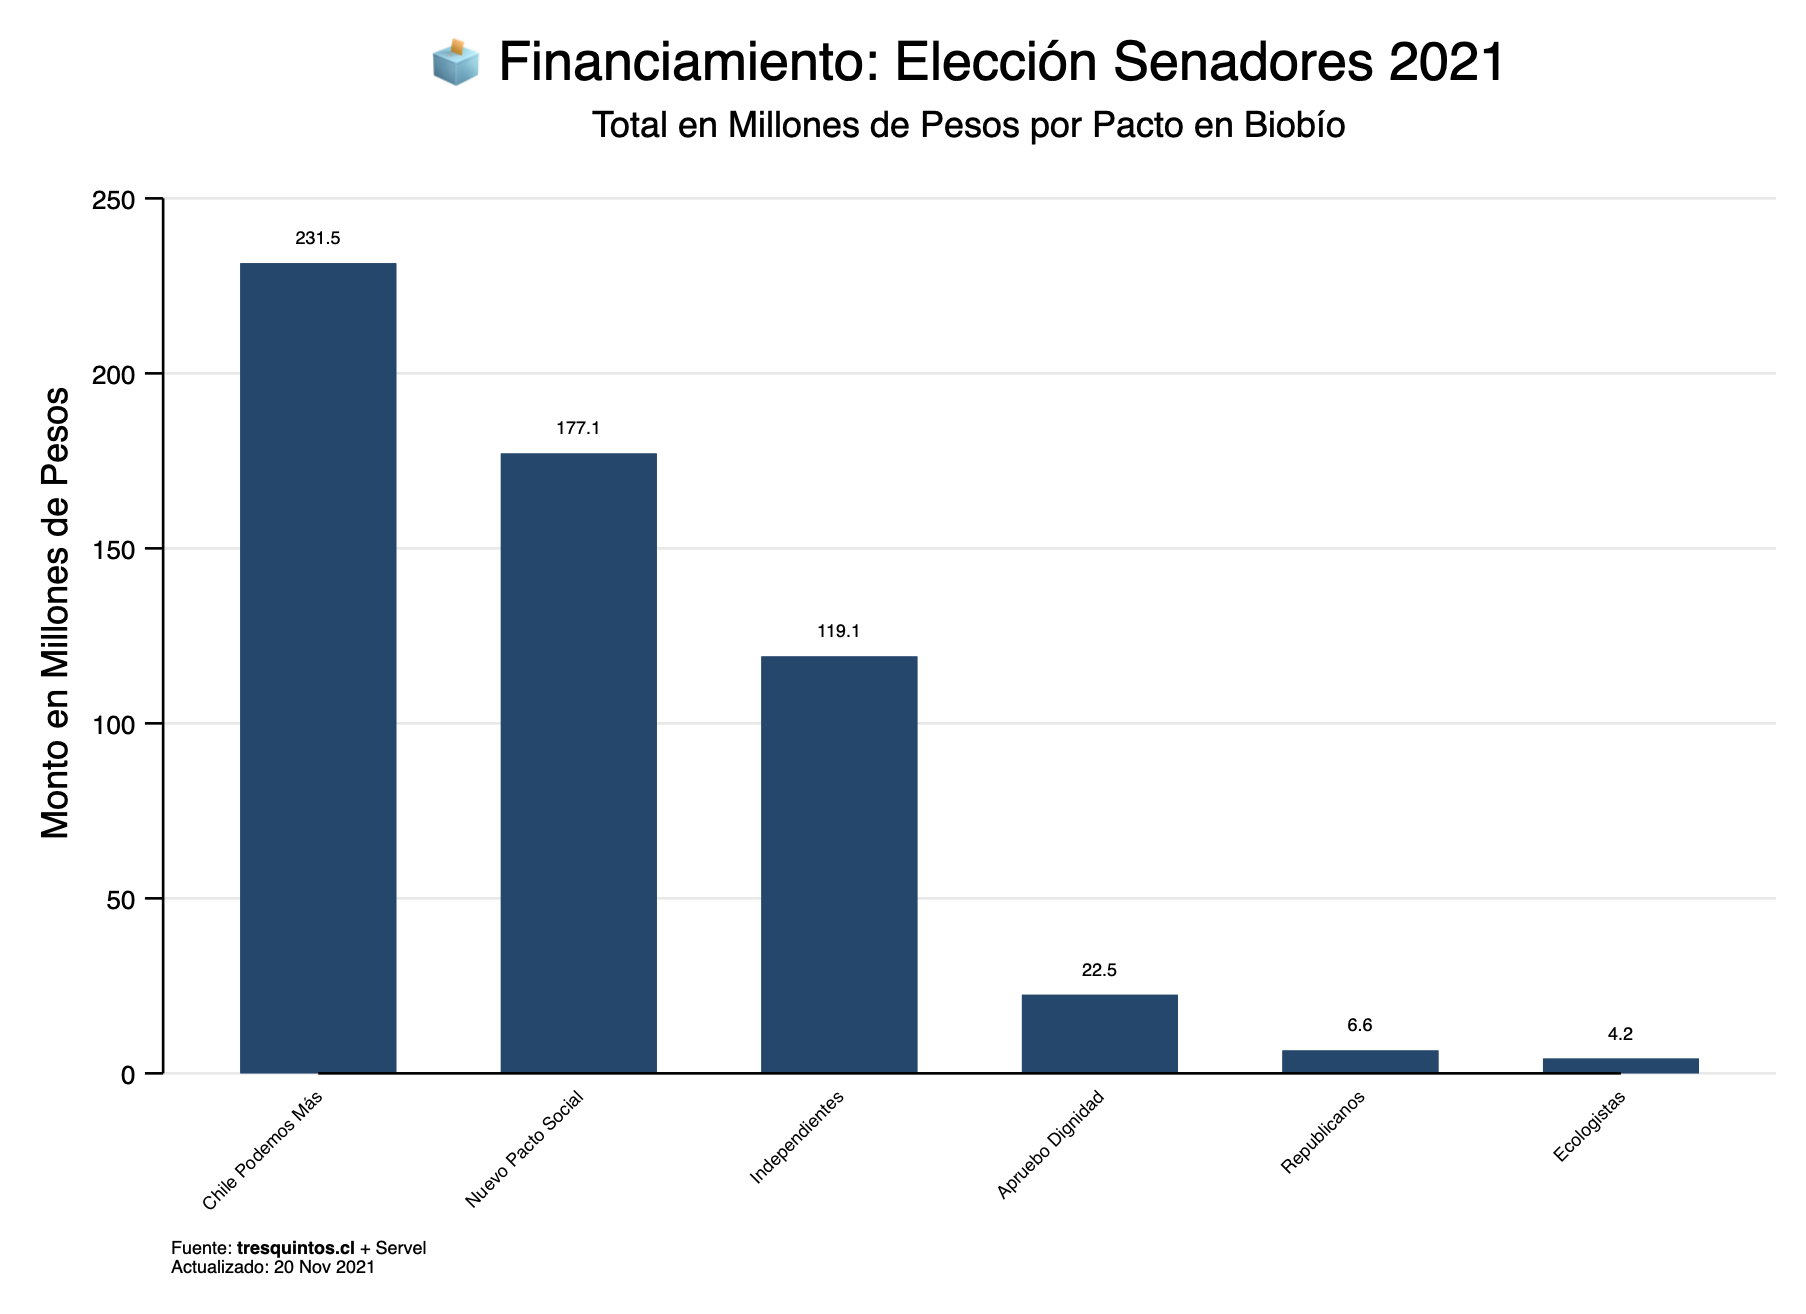 Financiamiento: Elección Senadores 2021
Total en Millones de Pesos por Pacto en Biobío
Monto en Millones de Pesos
250
200
150
100
50
0
231.5
177.1
119.1
22.5
6.6
4.2
Chile Podemos Más
Nuevo Pacto Social
Independientes
Apruebo Dignidad
Republicanos
Ecologistas
Fuente: tresquintos.cl + Servel
Actualizado: 20 Nov 2021